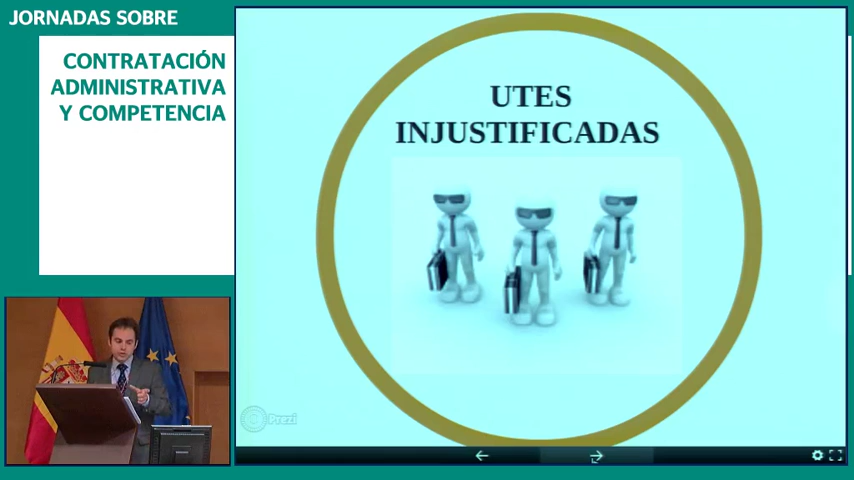 JORNADAS SOBRE
CONTRATACIÓN
ADMINISTRATIVA
Y COMPETENCIA
UTES
INJUSTIFICADAS
Prezi